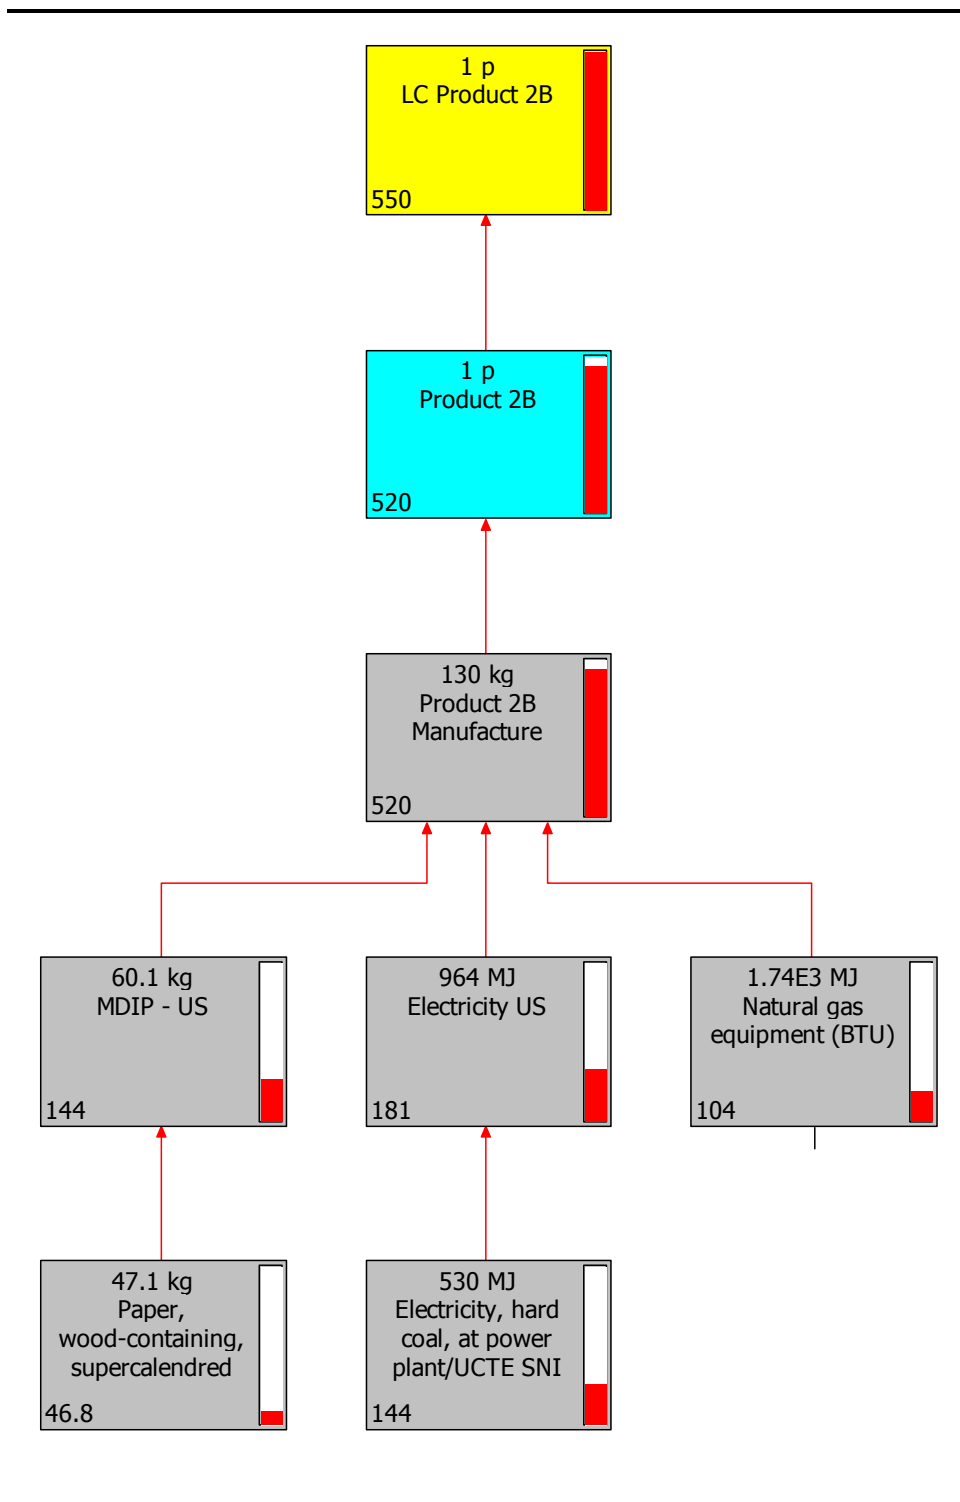 1 p
LC Product 2B
550
1 p
Product 2B
520
130 kg
Product 2B
Manufacture
520
60.1 kg
MDIP - US
144
964 MJ
Electricity US
181
1.74E3 MJ
Natural gas
equipment (BTU)
104
47.1 kg
Paper,
wood-containing,
supercalendred
46.8
530 MJ
Electricity, hard
coal, at power
plant/UCTE SNI
144